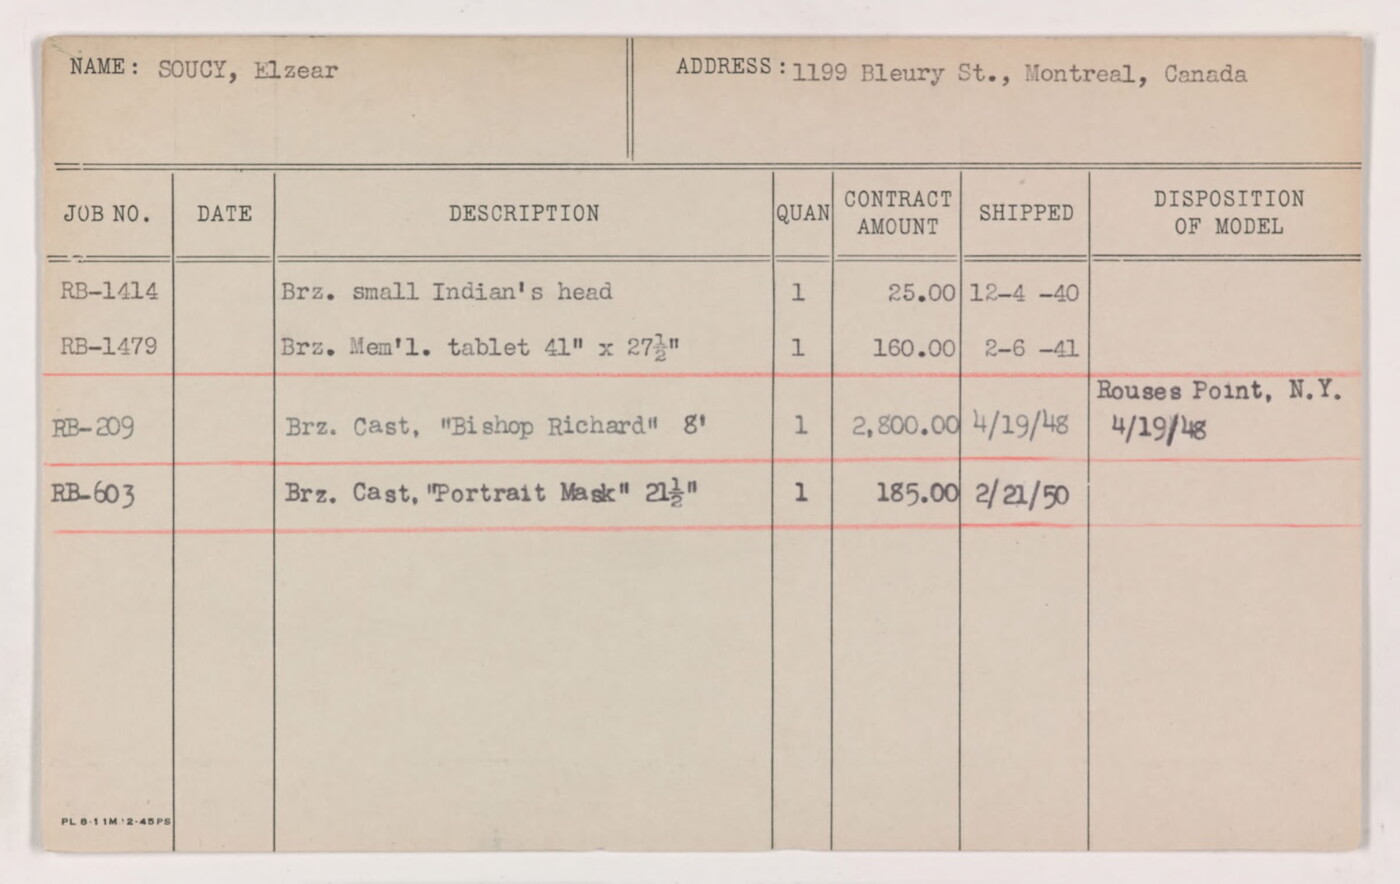 NAME: SOUCY, Elzear ADDRESS: 1199 Bleury St., Montreal, Canada
JOB NO. DATE DESCRIPTION QUAN CONTRACT AMOUNT SHIPPED DISPOSITION OF MODEL
RB-1414 Brz. small Indian's head 1 25.00 12-4 -40
RB-1479 Brz. Mem'l. tablet 41" x 27½" 1 160.00 2-6 -41
Rouses Point, N.Y.
RB-209 Brz. Cast, "Bishop Richard" 8' 1 2,800.00 4/19/48 4/19/48
RB-603 Brz. Cast, "Portrait Mask" 21½" 1 185.00 2/21/50